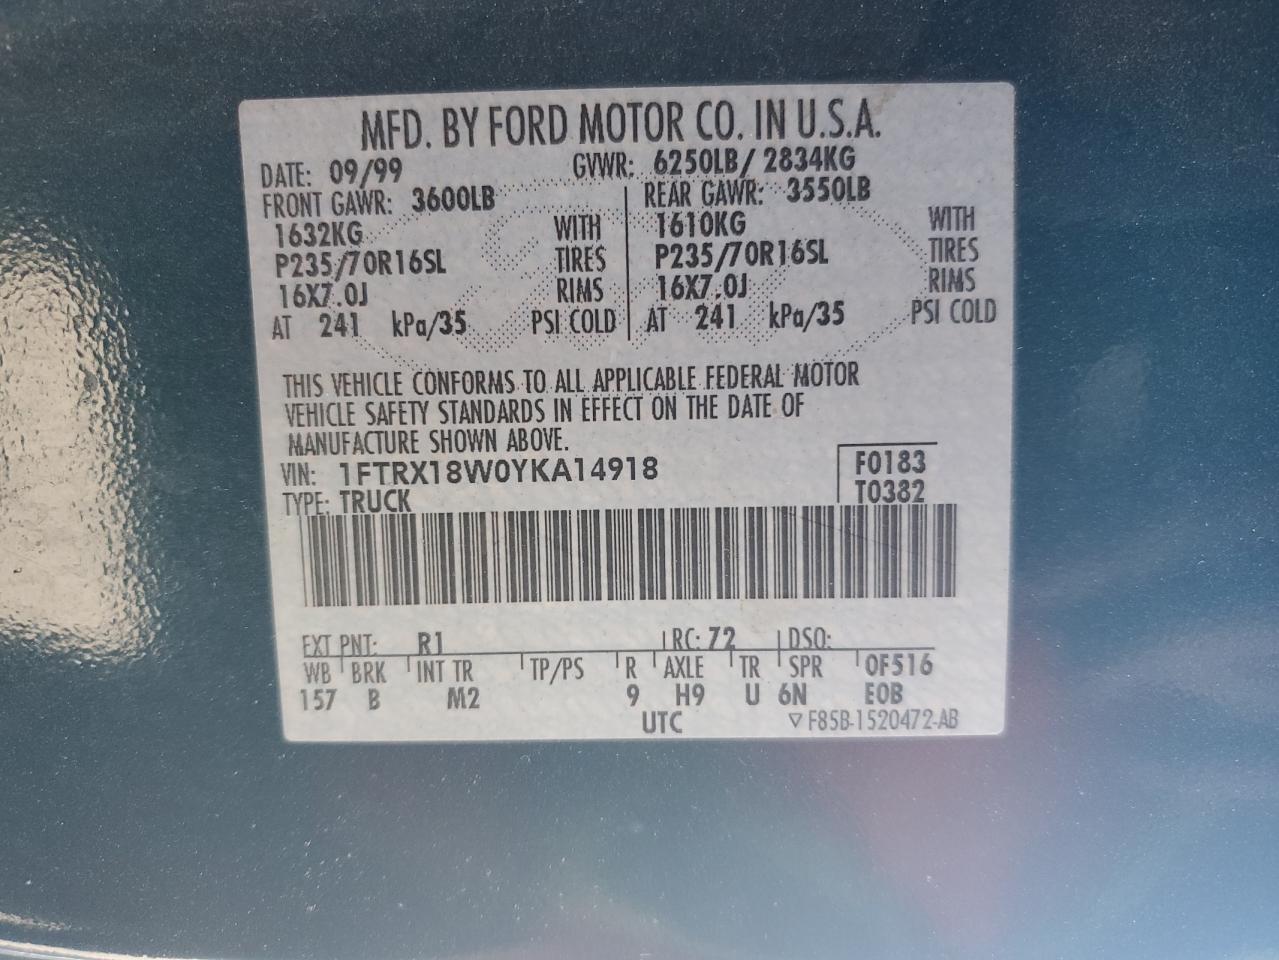 MFD. BY FORD MOTOR CO. IN U.S.A.
DATE: 09/99 GVWR: 6250LB/ 2834KG
FRONT GAWR: 3600LB REAR GAWR: 3550LB
1632KG WITH 1610KG WITH
P235/70R16SL TIRES P235/70R16SL TIRES
16X7.0J RIMS 16X7.0J RIMS
AT 241 kPa/35 PSI COLD AT 241 kPa/35 PSI COLD
THIS VEHICLE CONFORMS TO ALL APPLICABLE FEDERAL MOTOR
VEHICLE SAFETY STANDARDS IN EFFECT ON THE DATE OF
MANUFACTURE SHOWN ABOVE.
VIN: 1FTRX18W0YKA14918 F0183
TYPE: TRUCK T0382
EXT PNT: R1 RC: 72 DSO:
WB BRK INT TR TP/PS R AXLE TR SPR 0F516
157 B M2 9 H9 U 6N EOB
UTC ▽F85B-1520472-AB